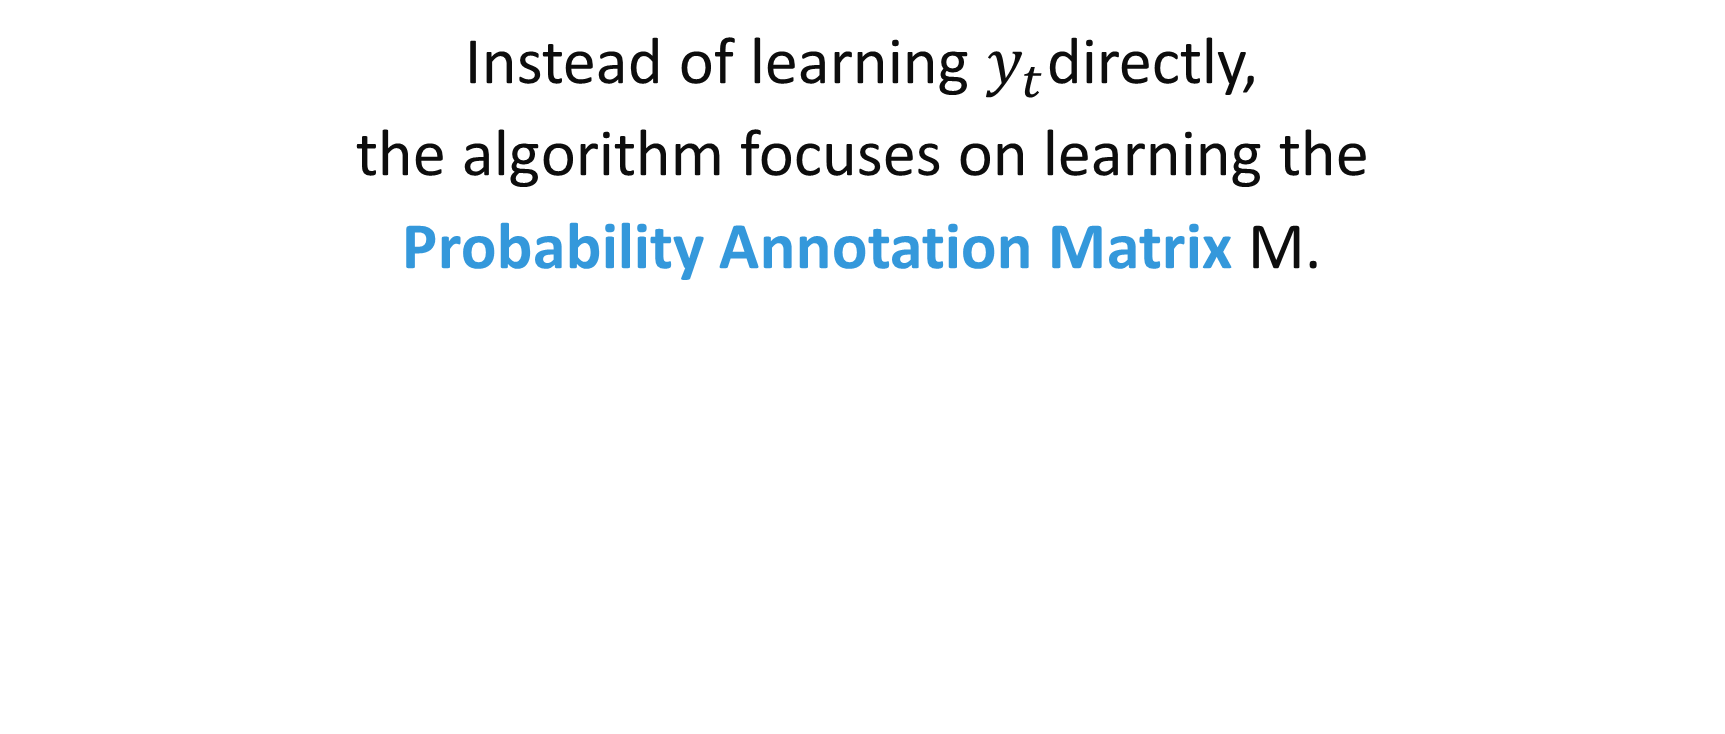 Instead of learning $y_t$ directly,
the algorithm focuses on learning the
Probability Annotation Matrix M.